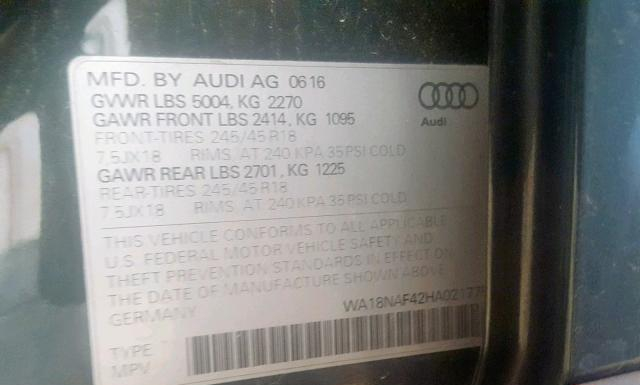 MFD. BY AUDI AG 0616
GVWR LBS 5004, KG 2270
GAWR FRONT LBS 2414, KG 1095
FRONT-TIRES 245/45 R18
7,5JX18 RIMS, AT 240 KPA 35 PSI COLD
GAWR REAR LBS 2701, KG 1225
REAR-TIRES 245/45 R18
7,5JX18 RIMS, AT 240 KPA 35 PSI COLD
Audi
THIS VEHICLE CONFORMS TO ALL APPLICABLE
U.S. FEDERAL MOTOR VEHICLE SAFETY AND
THEFT PREVENTION STANDARDS IN EFFECT ON
THE DATE OF MANUFACTURE SHOWN ABOVE
GERMANY
TYPE
MPV